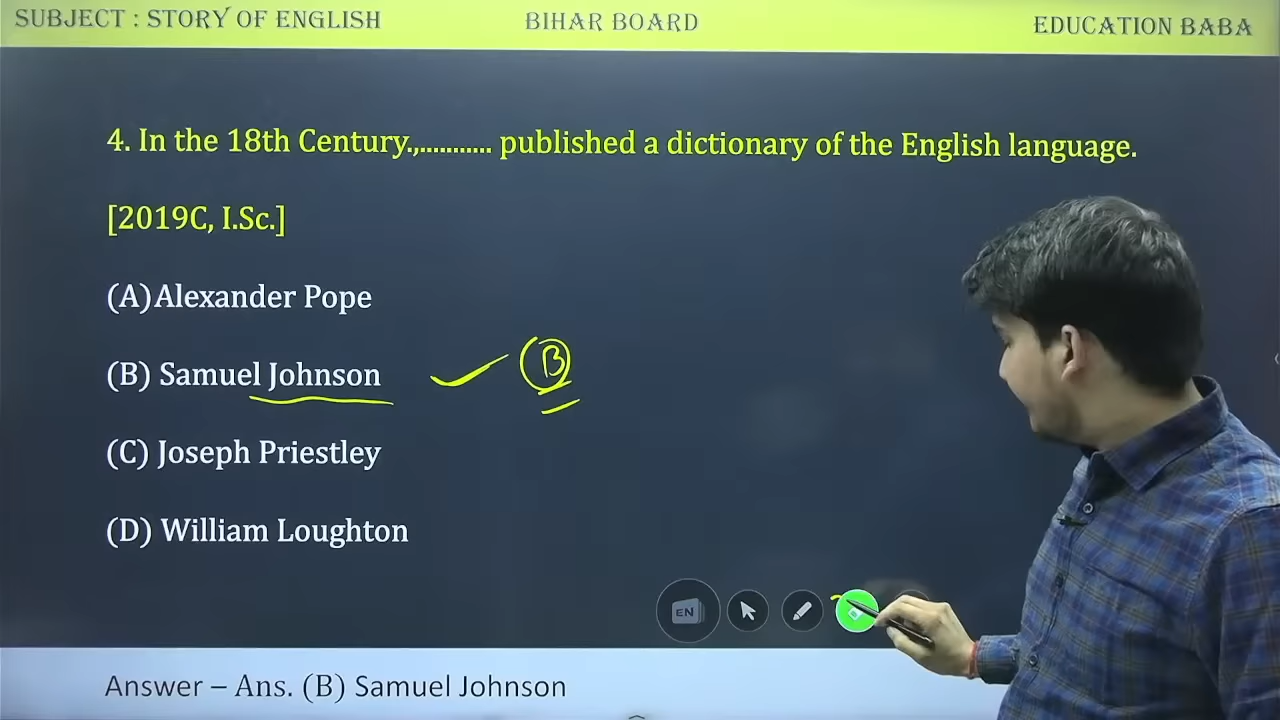 SUBJECT : STORY OF ENGLISH BIHAR BOARD EDUCATION BABA
4. In the 18th Century.,........... published a dictionary of the English language.
[2019C, I.Sc.]
(A)Alexander Pope
(B) Samuel Johnson B
(C) Joseph Priestley
(D) William Loughton
EN
Answer – Ans. (B) Samuel Johnson